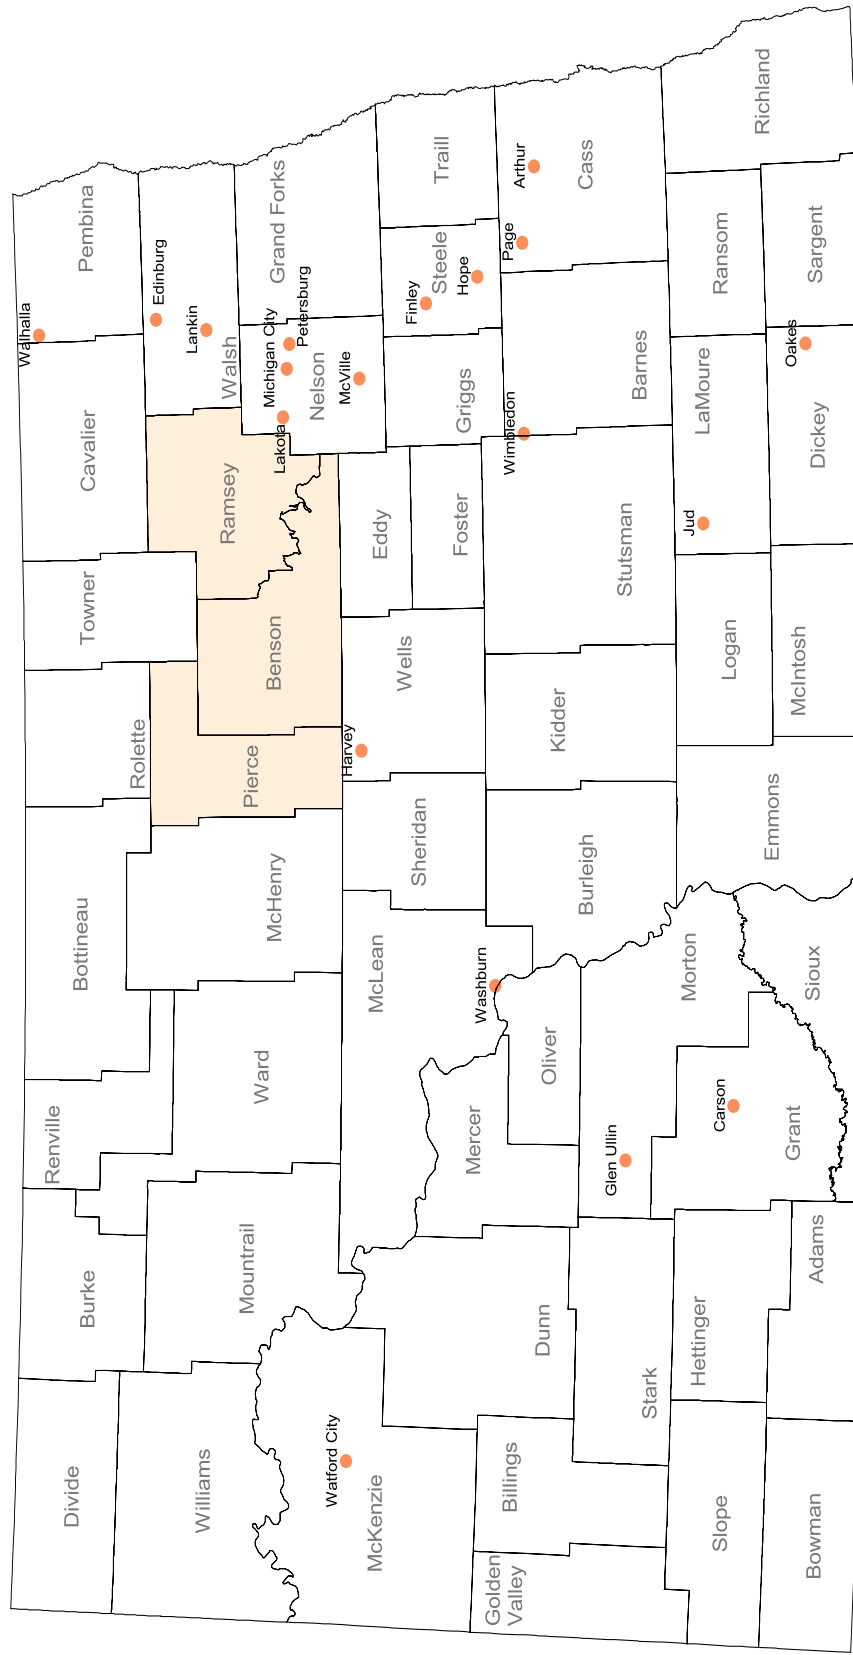 Divide
Burke
Renville
Bottineau
Rolette
Towner
Cavalier
Pembina
Walhalla
Williams
Mountrail
Ward
McHenry
Pierce
Benson
Ramsey
Walsh
Edinburg
Lankin
Grand Forks
Nelson
Lakota
Michigan City
Petersburg
McVille
McKenzie
Watford City
Dunn
Mercer
McLean
Washburn
Sheridan
Wells
Harvey
Eddy
Foster
Griggs
Steele
Finley
Hope
Traill
Golden
Valley
Billings
Stark
Oliver
Morton
Glen Ullin
Burleigh
Kidder
Stutsman
Barnes
Wimbledon
Cass
Page
Arthur
Slope
Hettinger
Grant
Carson
Bowman
Adams
Sioux
Emmons
Logan
McIntosh
LaMoure
Jud
Dickey
Oakes
Ransom
Sargent
Richland